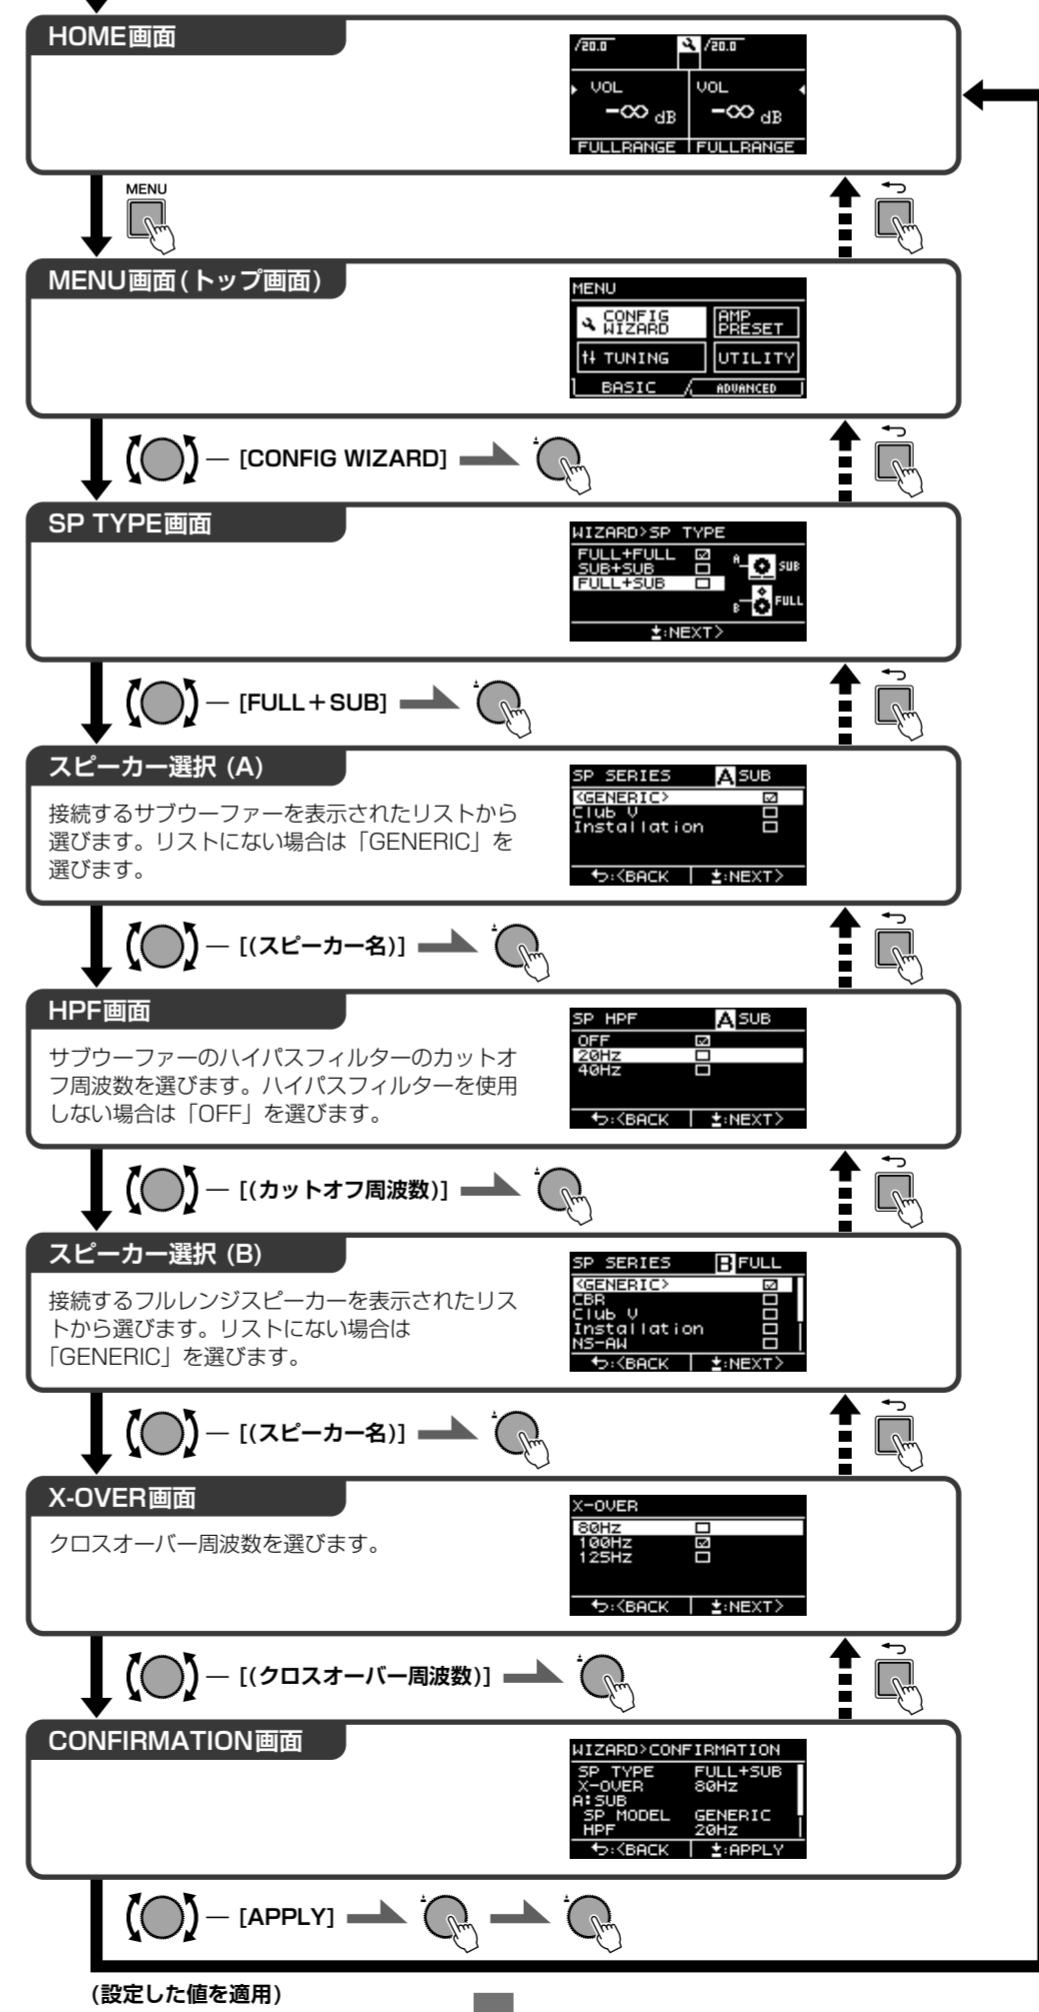 HOME画面
/20.0 /20.0
VOL VOL
-∞ dB -∞ dB
FULLRANGE FULLRANGE
MENU
MENU画面(トップ画面)
MENU
CONFIG WIZARD AMP PRESET
TUNING UTILITY
BASIC ADVANCED
[CONFIG WIZARD]
SP TYPE画面
WIZARD>SP TYPE
FULL+FULL
SUB+SUB
FULL+SUB
A SUB
B FULL
:NEXT>
[FULL+SUB]
スピーカー選択 (A)
接続するサブウーファーを表示されたリストから
選びます。リストにない場合は「GENERIC」を
選びます。
SP SERIES A SUB
<GENERIC>
Club V
Installation
:<BACK :NEXT>
[(スピーカー名)]
HPF画面
サブウーファーのハイパスフィルターのカットオ
フ周波数を選びます。ハイパスフィルターを使用
しない場合は「OFF」を選びます。
SP HPF A SUB
OFF
20Hz
40Hz
:<BACK :NEXT>
[(カットオフ周波数)]
スピーカー選択 (B)
接続するフルレンジスピーカーを表示されたリス
トから選びます。リストにない場合は
「GENERIC」を選びます。
SP SERIES B FULL
<GENERIC>
CBR
Club V
Installation
NS-AW
:<BACK :NEXT>
[(スピーカー名)]
X-OVER画面
クロスオーバー周波数を選びます。
X-OVER
80Hz
100Hz
125Hz
:<BACK :NEXT>
[(クロスオーバー周波数)]
CONFIRMATION画面
WIZARD>CONFIRMATION
SP TYPE FULL+SUB
X-OVER 80Hz
A:SUB
SP MODEL GENERIC
HPF 20Hz
:<BACK :APPLY
[APPLY]
(設定した値を適用)